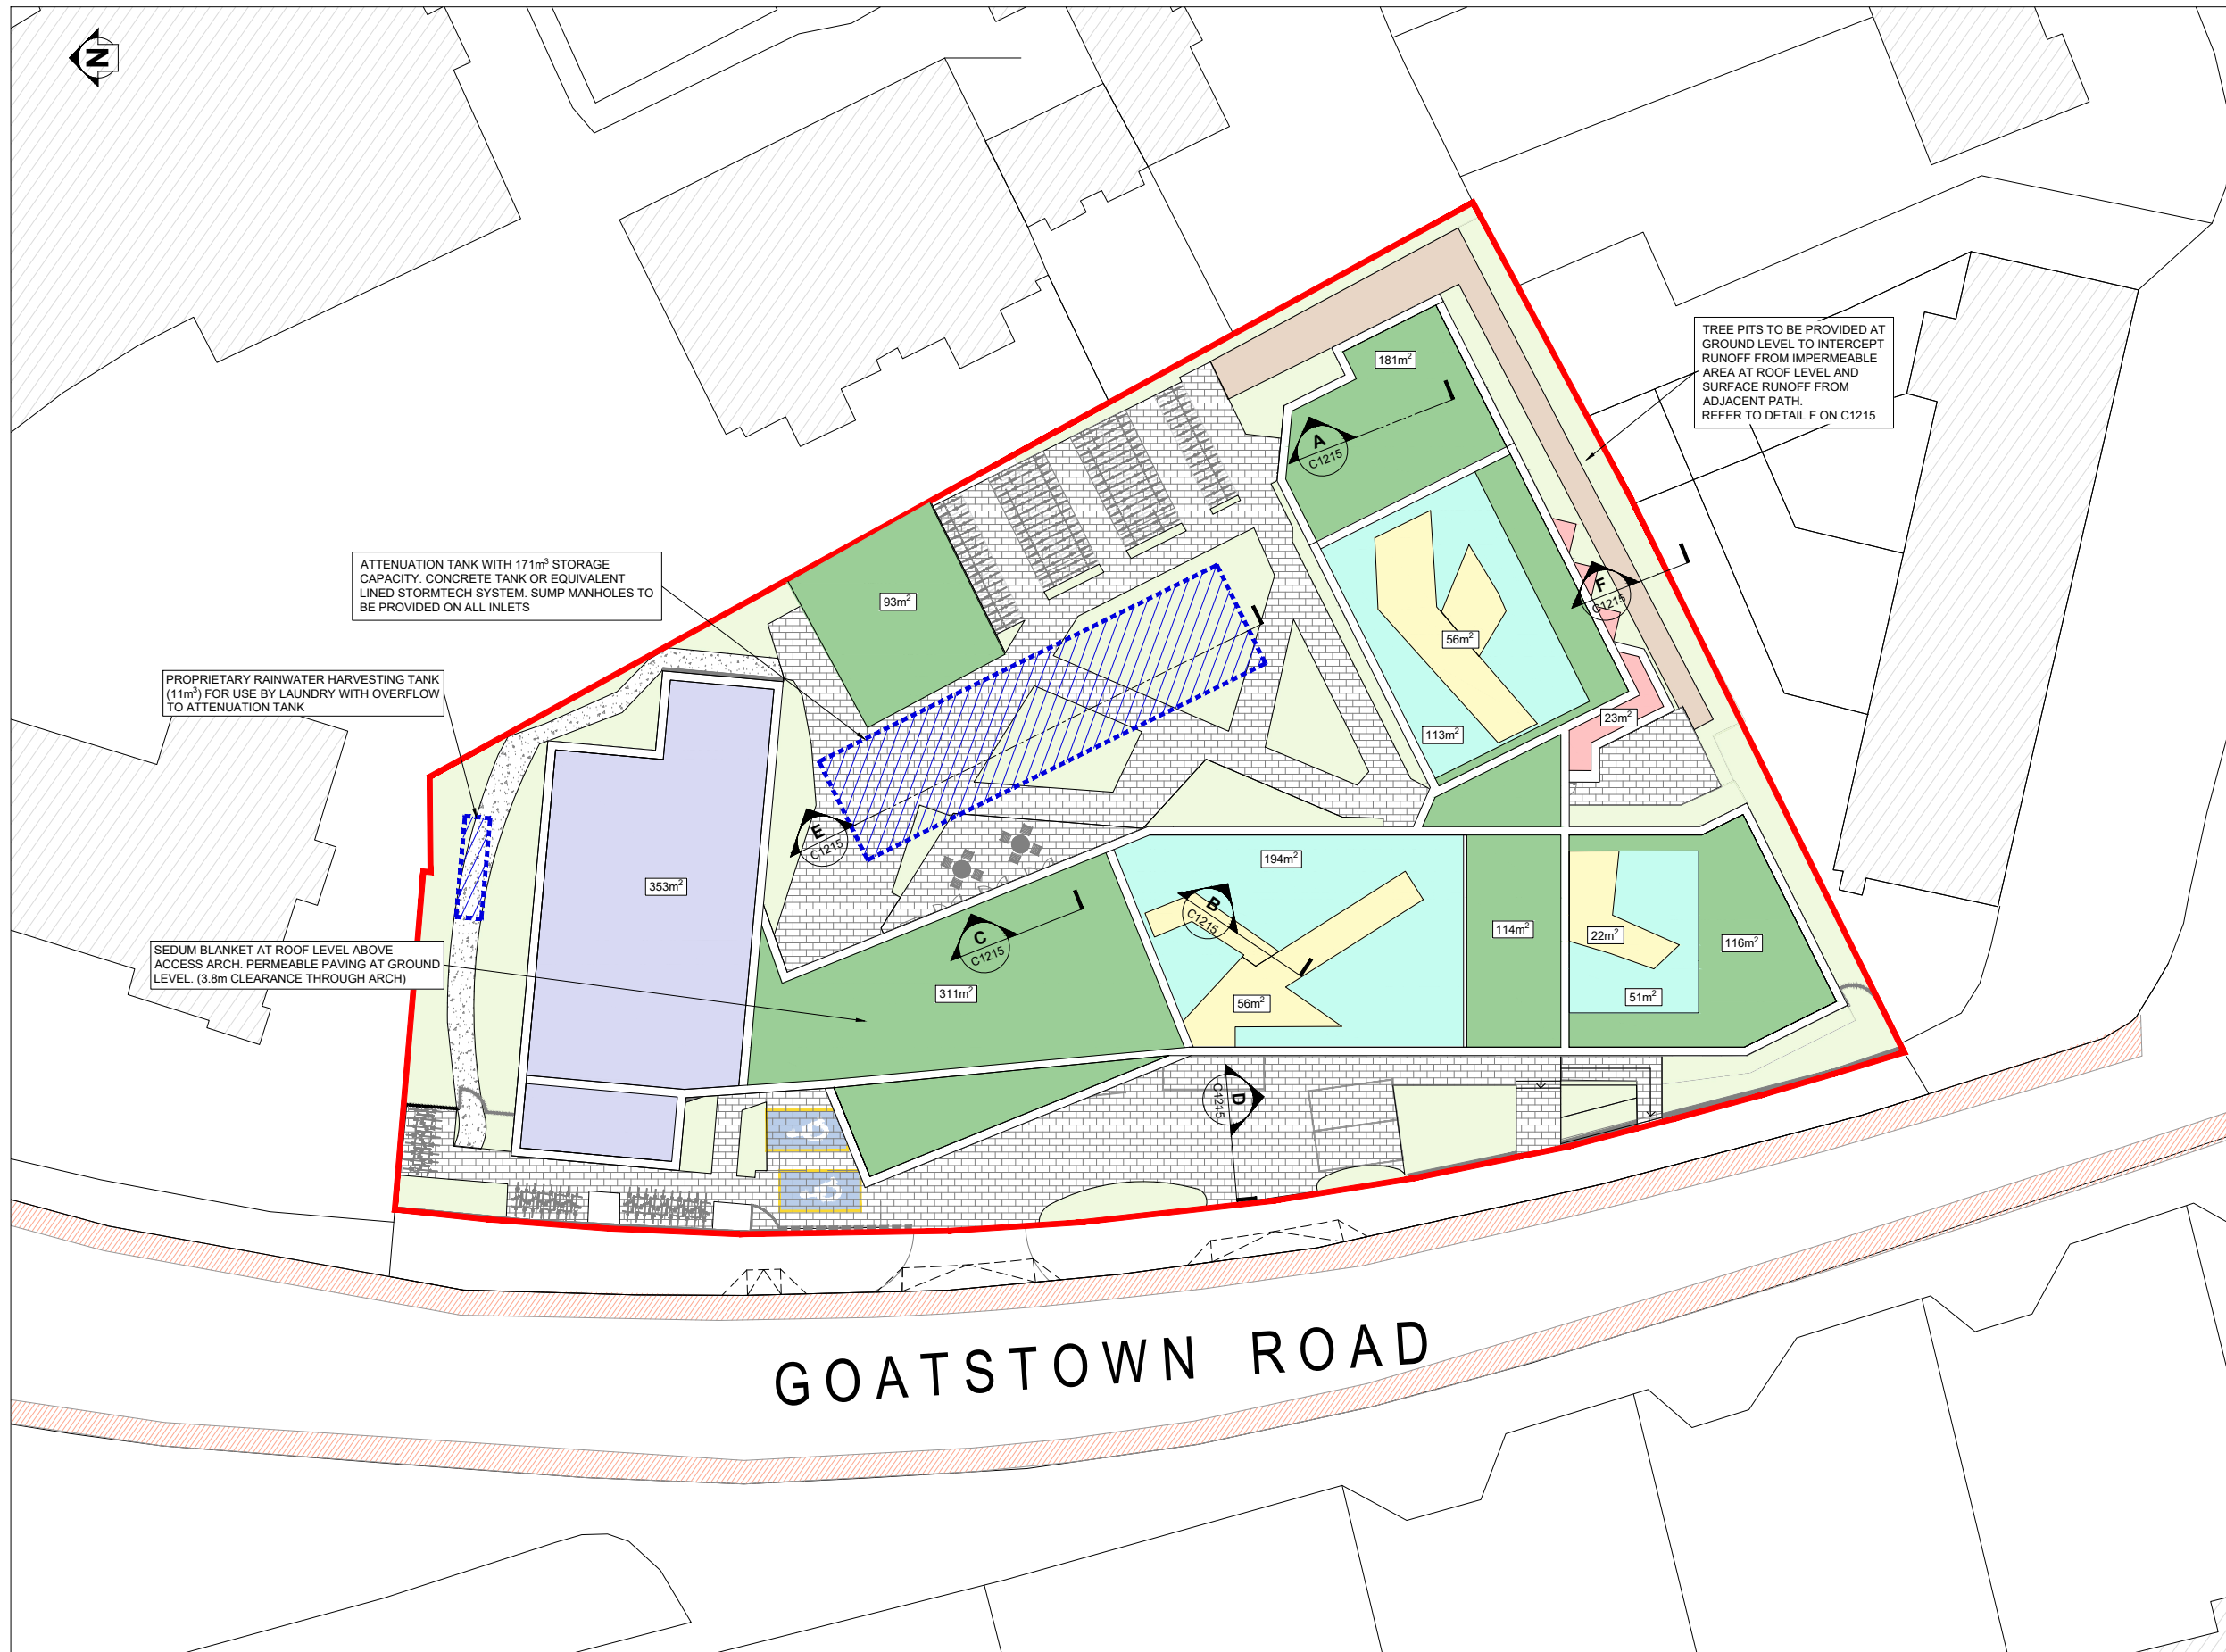 N
TREE PITS TO BE PROVIDED AT
GROUND LEVEL TO INTERCEPT
RUNOFF FROM IMPERMEABLE
AREA AT ROOF LEVEL AND
SURFACE RUNOFF FROM
ADJACENT PATH.
REFER TO DETAIL F ON C1215
181m²
A
C1215
ATTENUATION TANK WITH 171m³ STORAGE
CAPACITY. CONCRETE TANK OR EQUIVALENT
LINED STORMTECH SYSTEM. SUMP MANHOLES TO
BE PROVIDED ON ALL INLETS
93m²
F
C1215
56m²
PROPRIETARY RAINWATER HARVESTING TANK
(11m³) FOR USE BY LAUNDRY WITH OVERFLOW
TO ATTENUATION TANK
23m²
113m²
E
C1215
353m²
194m²
B
C1215
C
C1215
114m²
22m²
116m²
SEDUM BLANKET AT ROOF LEVEL ABOVE
ACCESS ARCH. PERMEABLE PAVING AT GROUND
LEVEL. (3.8m CLEARANCE THROUGH ARCH)
311m²
56m²
51m²
D
C1215
GOATSTOWN ROAD